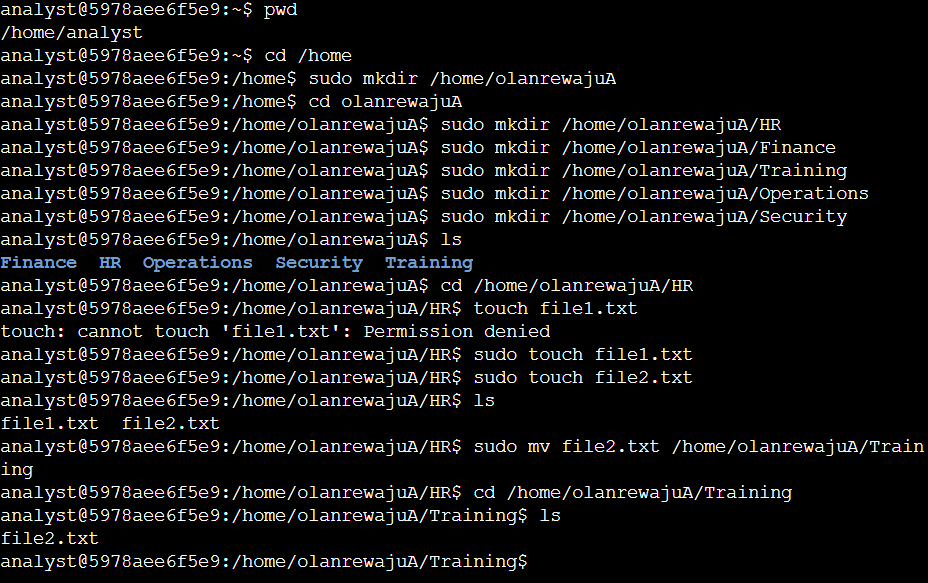 analyst@5978aee6f5e9:~$ pwd
/home/analyst
analyst@5978aee6f5e9:~$ cd /home
analyst@5978aee6f5e9:/home$ sudo mkdir /home/olanrewajuA
analyst@5978aee6f5e9:/home$ cd olanrewajuA
analyst@5978aee6f5e9:/home/olanrewajuA$ sudo mkdir /home/olanrewajuA/HR
analyst@5978aee6f5e9:/home/olanrewajuA$ sudo mkdir /home/olanrewajuA/Finance
analyst@5978aee6f5e9:/home/olanrewajuA$ sudo mkdir /home/olanrewajuA/Training
analyst@5978aee6f5e9:/home/olanrewajuA$ sudo mkdir /home/olanrewajuA/Operations
analyst@5978aee6f5e9:/home/olanrewajuA$ sudo mkdir /home/olanrewajuA/Security
analyst@5978aee6f5e9:/home/olanrewajuA$ ls
Finance  HR  Operations  Security  Training
analyst@5978aee6f5e9:/home/olanrewajuA$ cd /home/olanrewajuA/HR
analyst@5978aee6f5e9:/home/olanrewajuA/HR$ touch file1.txt
touch: cannot touch 'file1.txt': Permission denied
analyst@5978aee6f5e9:/home/olanrewajuA/HR$ sudo touch file1.txt
analyst@5978aee6f5e9:/home/olanrewajuA/HR$ sudo touch file2.txt
analyst@5978aee6f5e9:/home/olanrewajuA/HR$ ls
file1.txt  file2.txt
analyst@5978aee6f5e9:/home/olanrewajuA/HR$ sudo mv file2.txt /home/olanrewajuA/Train
ing
analyst@5978aee6f5e9:/home/olanrewajuA/HR$ cd /home/olanrewajuA/Training
analyst@5978aee6f5e9:/home/olanrewajuA/Training$ ls
file2.txt
analyst@5978aee6f5e9:/home/olanrewajuA/Training$